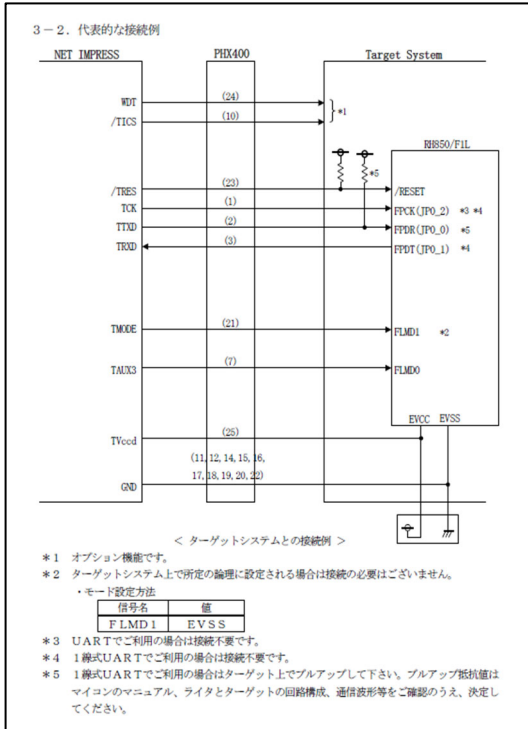 3-2. 代表的な接続例
NET IMPRESS
PHX400
Target System
WDT
(24)
*1
/TICS
(10)
RH850/F1L
*5
/TRES
(23)
/RESET
TCK
(1)
FPCK(JP0_2) *3 *4
TTXD
(2)
FPDR(JP0_0) *5
TRXD
(3)
FPDT(JP0_1) *4
TMODE
(21)
FLMD1 *2
TAUX3
(7)
FLMD0
EVCC EVSS
TVccd
(25)
(11, 12, 14, 15, 16,
17, 18, 19, 20, 22)
GND
< ターゲットシステムとの接続例 >
*1 オプション機能です。
*2 ターゲットシステム上で所定の論理に設定される場合は接続の必要はございません。
・モード設定方法
信号名 値
FLMD1 EVSS
*3 UARTでご利用の場合は接続不要です。
*4 1線式UARTでご利用の場合は接続不要です。
*5 1線式UARTでご利用の場合はターゲット上でプルアップして下さい。プルアップ抵抗値は
マイコンのマニュアル、ライタとターゲットの回路構成、通信波形等をご確認のうえ、決定し
てください。